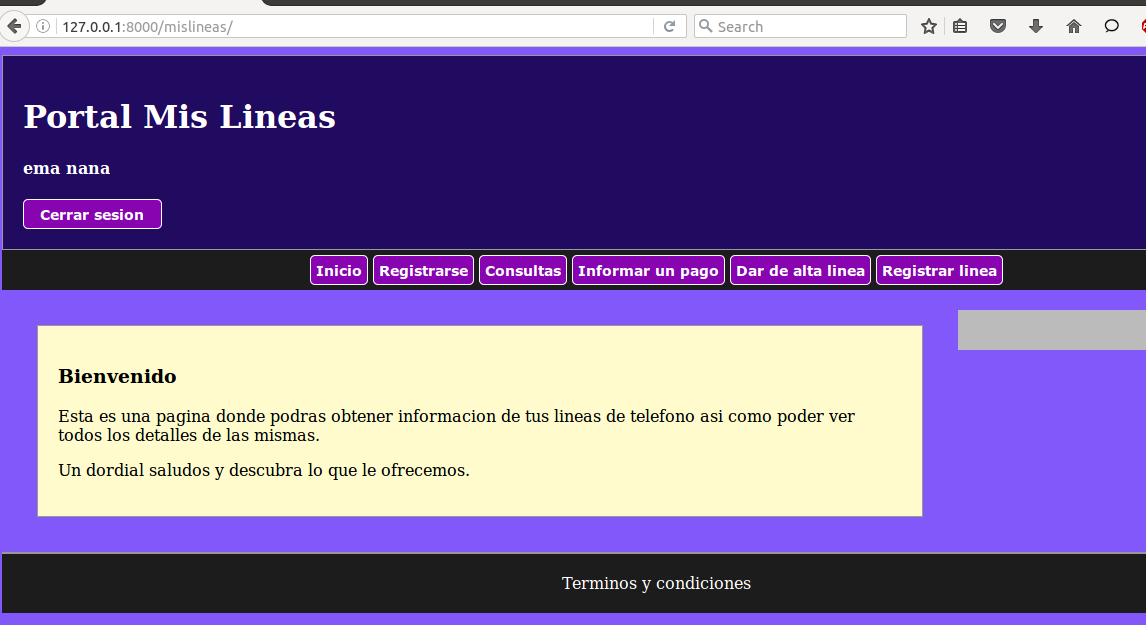 127.0.0.1:8000/mislineas/
Search
Portal Mis Lineas
ema nana
Cerrar sesion
Inicio Registrarse Consultas Informar un pago Dar de alta linea Registrar linea
Bienvenido
Esta es una pagina donde podras obtener informacion de tus lineas de telefono asi como poder ver
todos los detalles de las mismas.
Un dordial saludos y descubra lo que le ofrecemos.
Terminos y condiciones